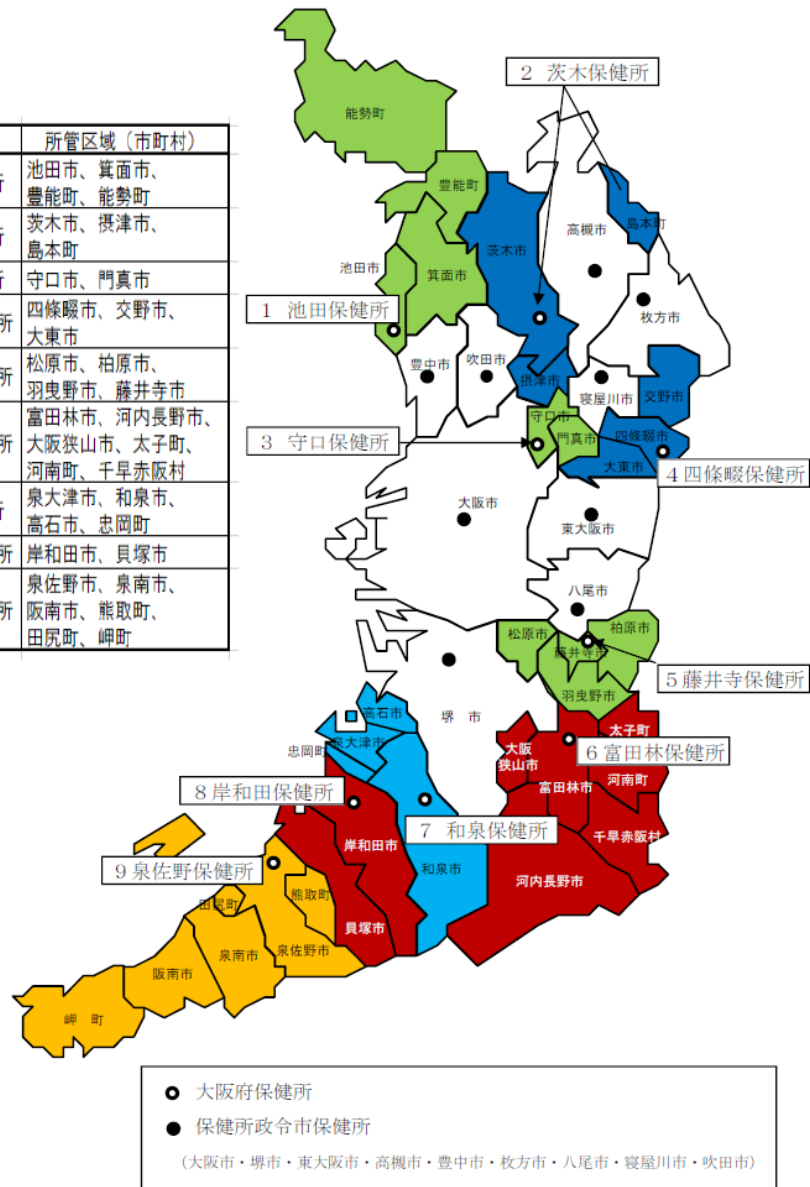 所管区域（市町村）
所
池田市、箕面市、
豊能町、能勢町
所
茨木市、摂津市、
島本町
所
守口市、門真市
所
四條畷市、交野市、
大東市
所
松原市、柏原市、
羽曳野市、藤井寺市
所
富田林市、河内長野市、
大阪狭山市、太子町、
河南町、千早赤阪村
所
泉大津市、和泉市、
高石市、忠岡町
所
岸和田市、貝塚市
所
泉佐野市、泉南市、
阪南市、熊取町、
田尻町、岬町
2 茨木保健所
能勢町
豊能町
島本町
高槻市
茨木市
池田市
箕面市
1 池田保健所
枚方市
豊中市
吹田市
摂津市
寝屋川市
交野市
守口市
門真市
3 守口保健所
四條畷市
大東市
4四條畷保健所
大阪市
東大阪市
八尾市
松原市
柏原市
藤井寺市
5藤井寺保健所
羽曳野市
高石市
堺 市
太子町
忠岡町
泉大津市
大阪
狭山市
6富田林保健所
河南町
富田林市
8岸和田保健所
7 和泉保健所
千早赤阪村
岸和田市
9泉佐野保健所
和泉市
河内長野市
熊取町
田尻町
貝塚市
泉佐野市
泉南市
阪南市
岬 町
大阪府保健所
保健所政令市保健所
（大阪市・堺市・東大阪市・高槻市・豊中市・枚方市・八尾市・寝屋川市・吹田市）